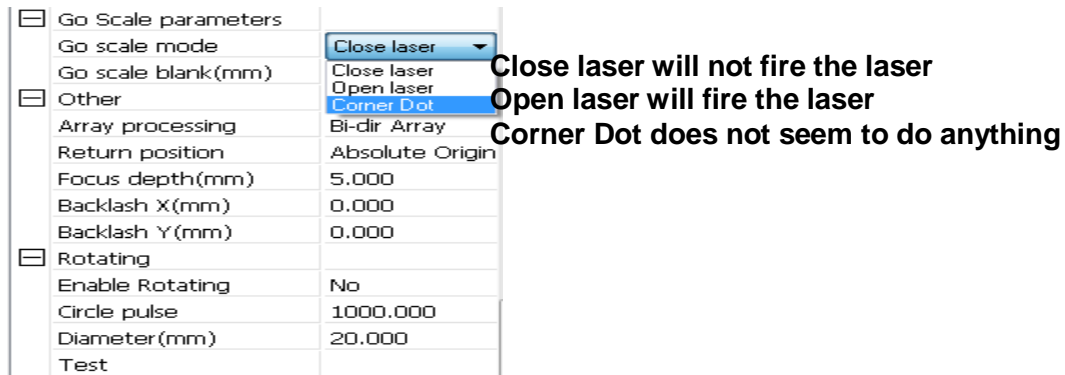 Go Scale parameters
Go scale mode Close laser
Go scale blank(mm) Close laser
Open laser
Corner Dot
Close laser will not fire the laser
Open laser will fire the laser
Corner Dot does not seem to do anything
Other
Array processing Bi-dir Array
Return position Absolute Origin
Focus depth(mm) 5.000
Backlash X(mm) 0.000
Backlash Y(mm) 0.000
Rotating
Enable Rotating No
Circle pulse 1000.000
Diameter(mm) 20.000
Test